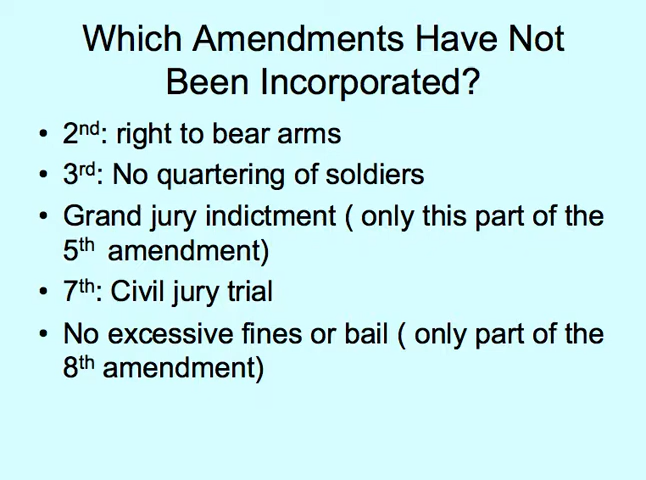 Which Amendments Have Not
Been Incorporated?
• 2nd: right to bear arms
• 3rd: No quartering of soldiers
• Grand jury indictment ( only this part of the
5th amendment)
• 7th: Civil jury trial
• No excessive fines or bail ( only part of the
8th amendment)